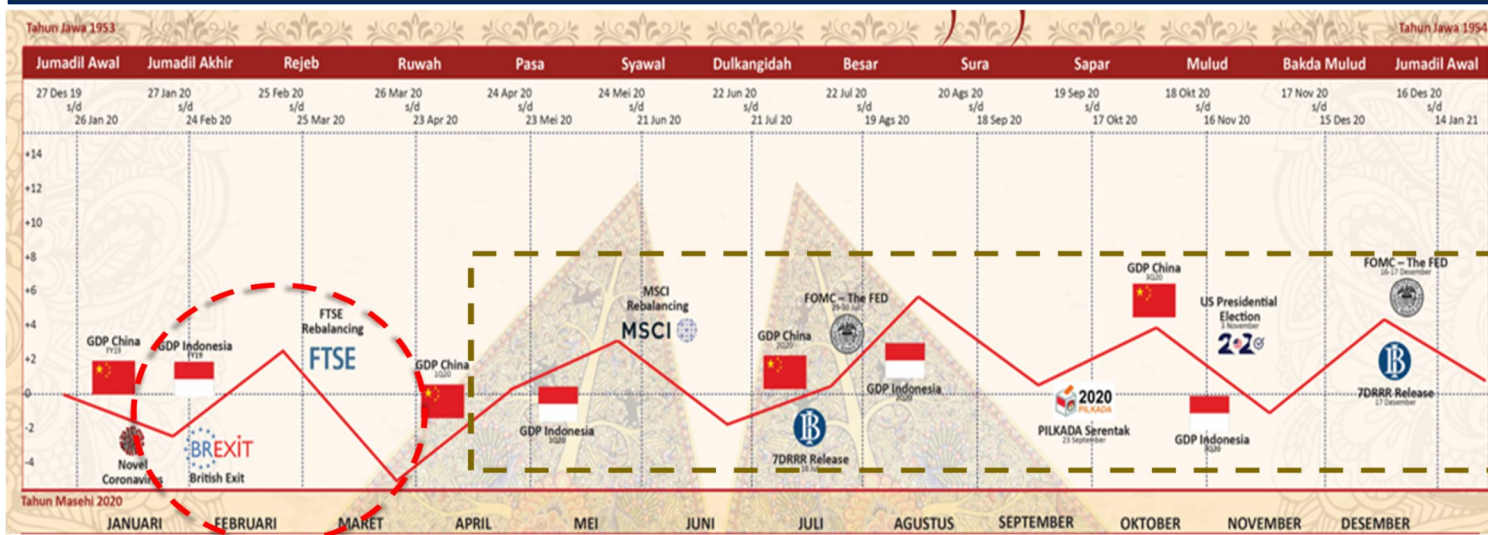 Tahun Jawa 1953
Tahun Jawa 1954
Jumadil Awal
Jumadil Akhir
Rejeb
Ruwah
Pasa
Syawal
Dulkangidah
Besar
Sura
Sapar
Mulud
Bakda Mulud
Jumadil Awal
27 Des 19
s/d
26 Jan 20
27 Jan 20
s/d
24 Feb 20
25 Feb 20
s/d
25 Mar 20
26 Mar 20
s/d
23 Apr 20
24 Apr 20
s/d
23 Mei 20
24 Mei 20
s/d
21 Jun 20
22 Jun 20
s/d
21 Jul 20
22 Jul 20
s/d
19 Ags 20
20 Ags 20
s/d
18 Sep 20
19 Sep 20
s/d
17 Okt 20
18 Okt 20
s/d
16 Nov 20
17 Nov 20
s/d
15 Des 20
16 Des 20
s/d
14 Jan 21
+14
+12
+10
+8
+6
+4
+2
0
-2
-4
GDP China
FY19
Novel
Coronavirus
GDP Indonesia
FY19
BREXIT
British Exit
FTSE
Rebalancing
FTSE
GDP China
1Q20
GDP Indonesia
1Q20
MSCI
Rebalancing
MSCI
GDP China
2Q20
7DRRR Release
16 Jul
FOMC – The FED
29-30 Jul
GDP Indonesia
2Q20
2020
PILKADA
PILKADA Serentak
23 September
GDP China
3Q20
GDP Indonesia
3Q20
US Presidential
Election
3 November
2020
FOMC – The FED
16-17 Desember
7DRRR Release
17 Desember
Tahun Masehi 2020
JANUARI
FEBRUARI
MARET
APRIL
MEI
JUNI
JULI
AGUSTUS
SEPTEMBER
OKTOBER
NOVEMBER
DESEMBER